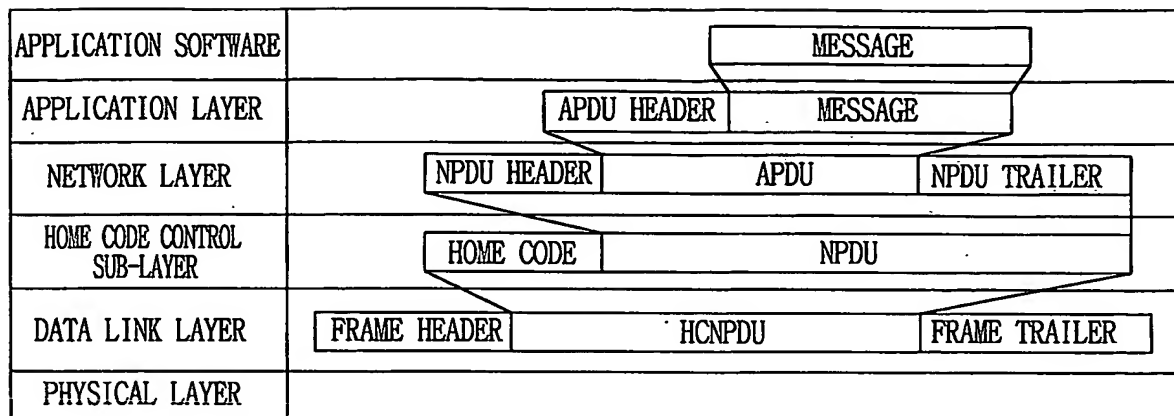 APPLICATION SOFTWARE
MESSAGE
APPLICATION LAYER
APDU HEADER
MESSAGE
NETWORK LAYER
NPDU HEADER
APDU
NPDU TRAILER
HOME CODE CONTROL
SUB-LAYER
HOME CODE
NPDU
DATA LINK LAYER
FRAME HEADER
HCNPDU
FRAME TRAILER
PHYSICAL LAYER